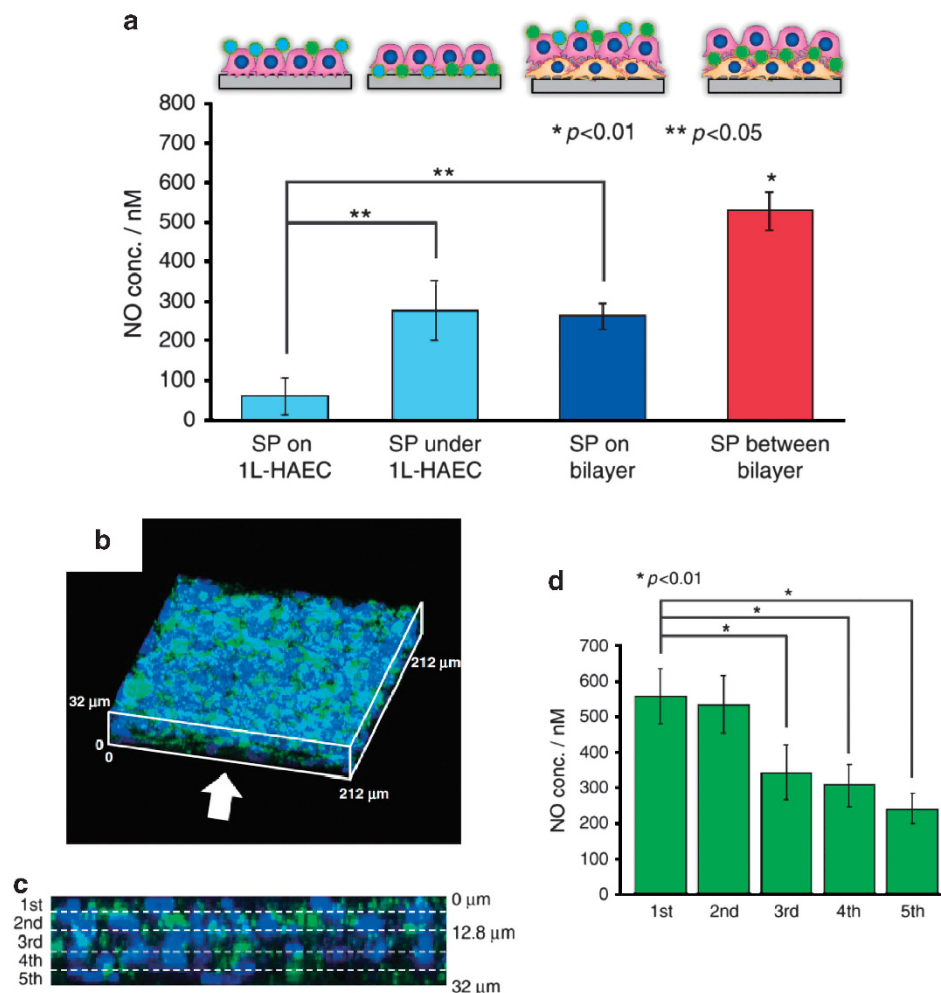 a
800
* p<0.01 ** p<0.05
700
600
**
*
500
**
400
300
200
100
0
NO conc. / nM
SP on
1L-HAEC
SP under
1L-HAEC
SP on
bilayer
SP between
bilayer
b
32 μm
0
0
212 μm
212 μm
c
1st
2nd
3rd
4th
5th
0 μm
12.8 μm
32 μm
d
* p<0.01
*
*
*
700
600
500
400
300
200
100
0
NO conc. / nM
1st 2nd 3rd 4th 5th